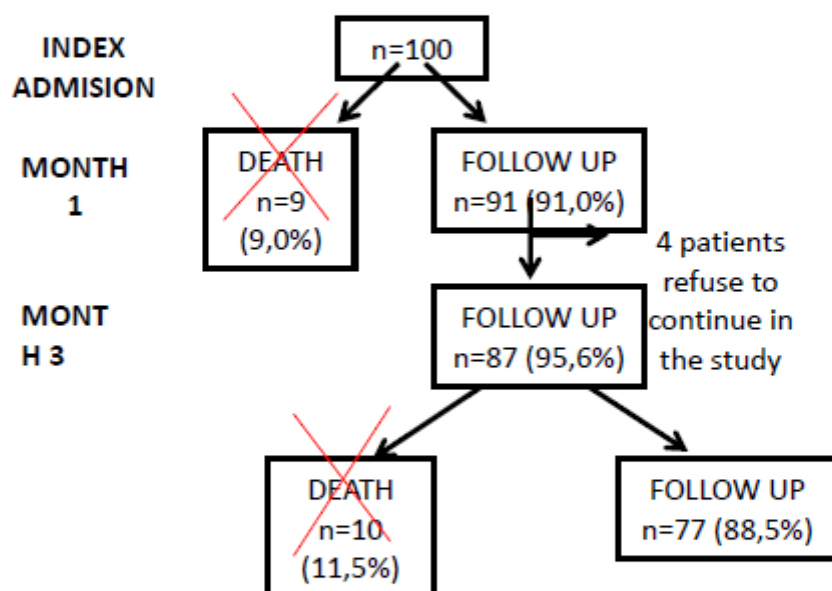 INDEX
ADMISION
n=100
MONTH
1
DEATH
n=9
(9,0%)
FOLLOW UP
n=91 (91,0%)
4 patients
refuse to
continue in
the study
MONT
H 3
FOLLOW UP
n=87 (95,6%)
DEATH
n=10
(11,5%)
FOLLOW UP
n=77 (88,5%)